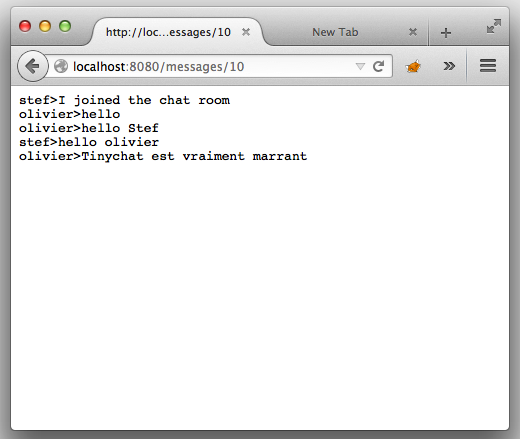 http://loc...essages/10
New Tab
localhost:8080/messages/10
stef>I joined the chat room
olivier>hello
olivier>hello Stef
stef>hello olivier
olivier>Tinychat est vraiment marrant